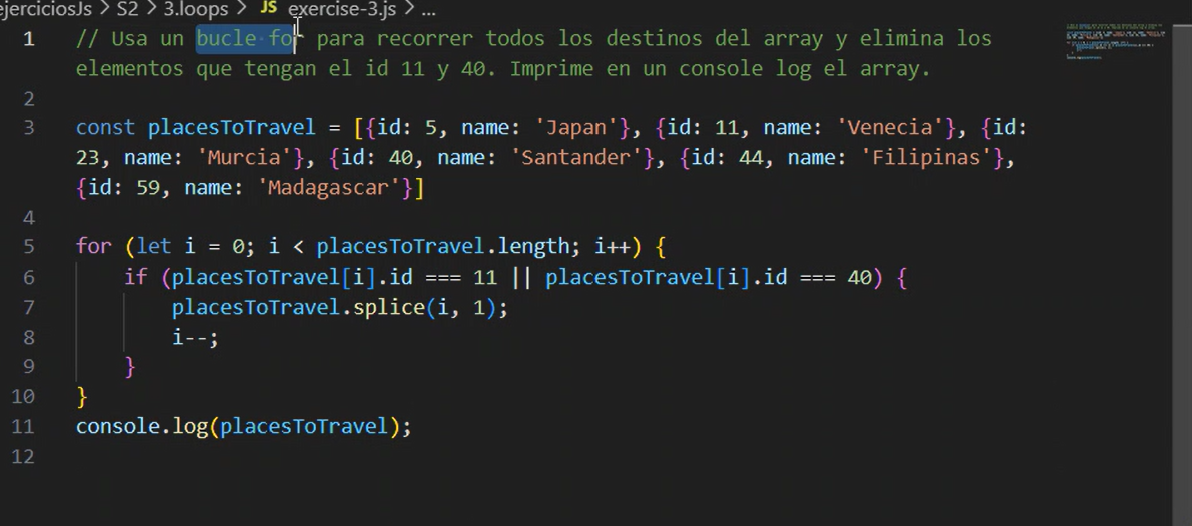 ejerciciosJs > S2 > 3.loops > JS exercise-3.js > ...
1 // Usa un bucle for para recorrer todos los destinos del array y elimina los
elementos que tengan el id 11 y 40. Imprime en un console log el array.
2
3 const placesToTravel = [{id: 5, name: 'Japan'}, {id: 11, name: 'Venecia'}, {id:
23, name: 'Murcia'}, {id: 40, name: 'Santander'}, {id: 44, name: 'Filipinas'},
{id: 59, name: 'Madagascar'}]
4
5 for (let i = 0; i < placesToTravel.length; i++) {
6 if (placesToTravel[i].id === 11 || placesToTravel[i].id === 40) {
7 placesToTravel.splice(i, 1);
8 i--;
9 }
10 }
11 console.log(placesToTravel);
12